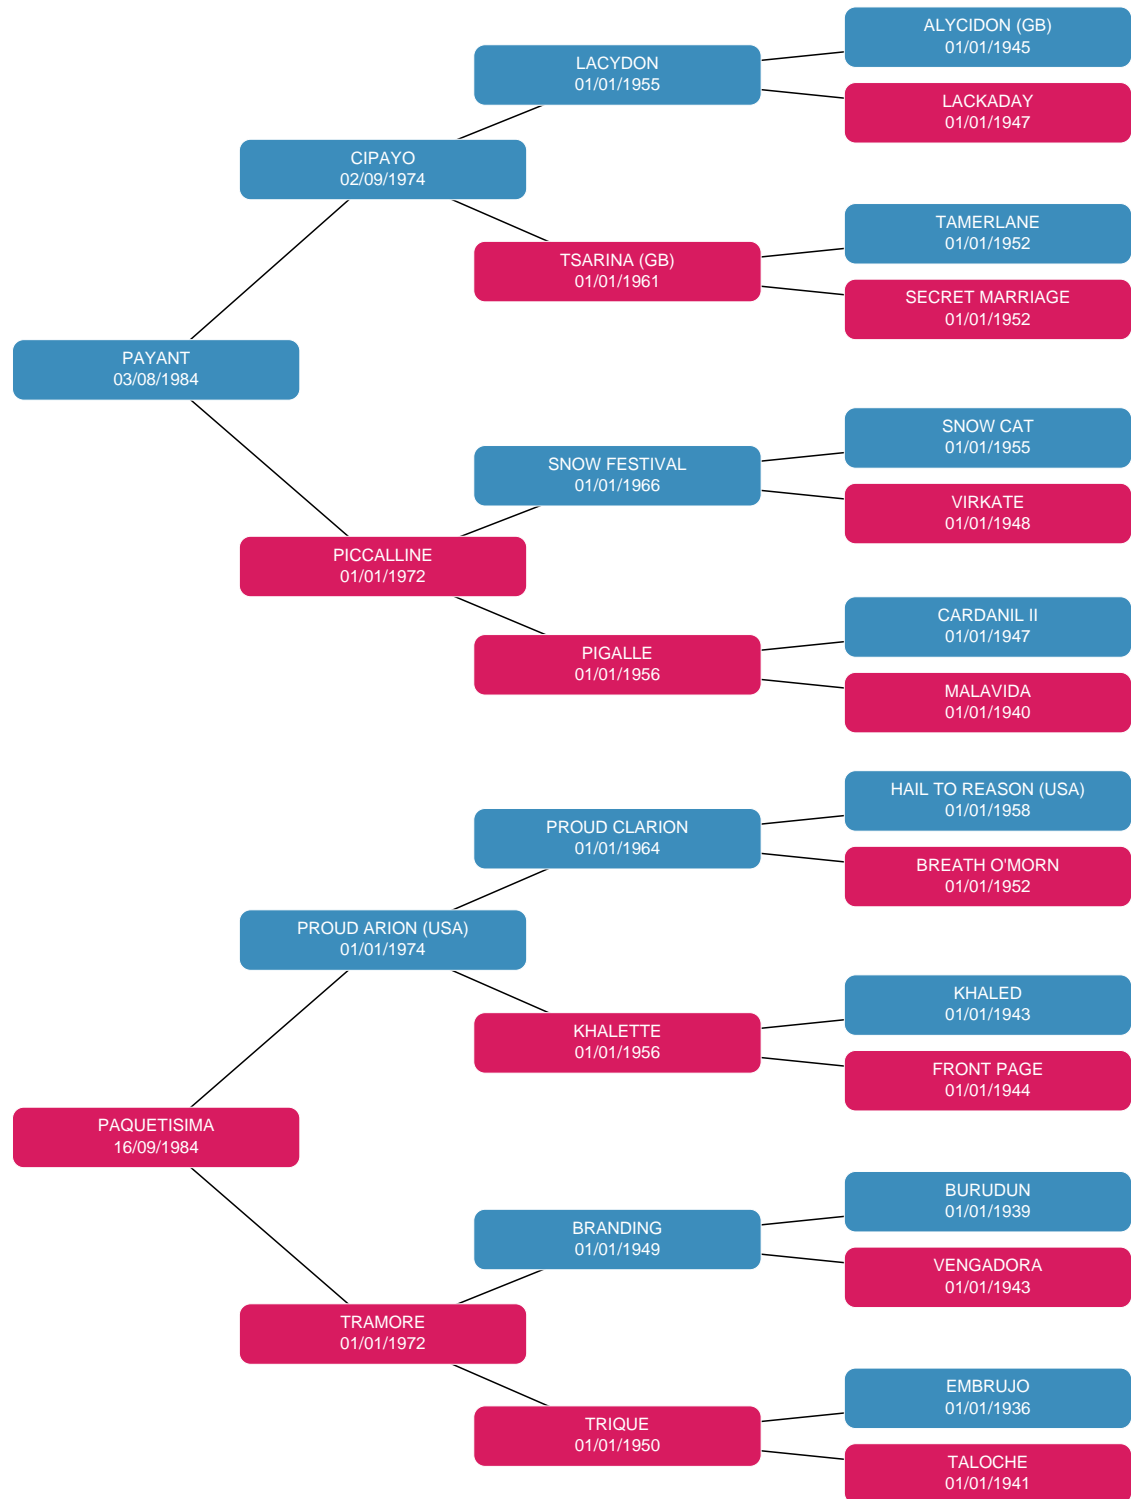 ALYCIDON (GB)
01/01/1945
LACYDON
01/01/1955
LACKADAY
01/01/1947
CIPAYO
02/09/1974
TAMERLANE
01/01/1952
TSARINA (GB)
01/01/1961
SECRET MARRIAGE
01/01/1952
PAYANT
03/08/1984
SNOW CAT
01/01/1955
SNOW FESTIVAL
01/01/1966
VIRKATE
01/01/1948
PICCALLINE
01/01/1972
CARDANIL II
01/01/1947
PIGALLE
01/01/1956
MALAVIDA
01/01/1940
HAIL TO REASON (USA)
01/01/1958
PROUD CLARION
01/01/1964
BREATH O'MORN
01/01/1952
PROUD ARION (USA)
01/01/1974
KHALED
01/01/1943
KHALETTE
01/01/1956
FRONT PAGE
01/01/1944
PAQUETISIMA
16/09/1984
BURUDUN
01/01/1939
BRANDING
01/01/1949
VENGADORA
01/01/1943
TRAMORE
01/01/1972
EMBRUJO
01/01/1936
TRIQUE
01/01/1950
TALOCHE
01/01/1941